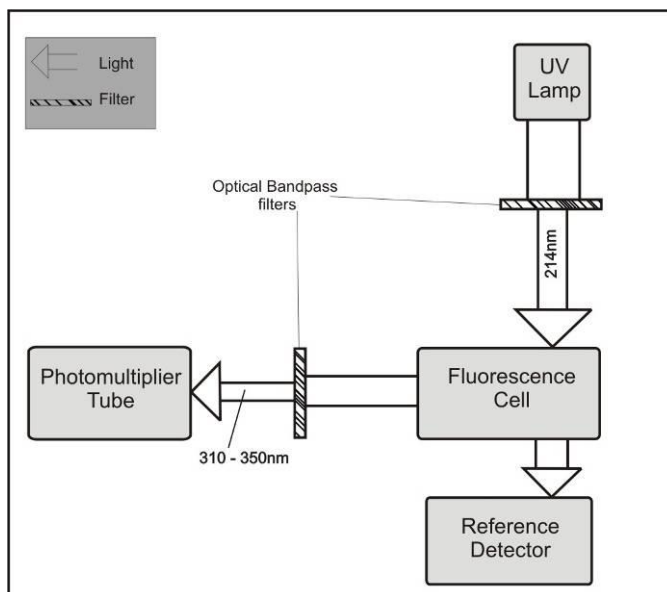 Light
Filter
UV
Lamp
Optical Bandpass
filters
214nm
Photomultiplier
Tube
Fluorescence
Cell
310 - 350nm
Reference
Detector